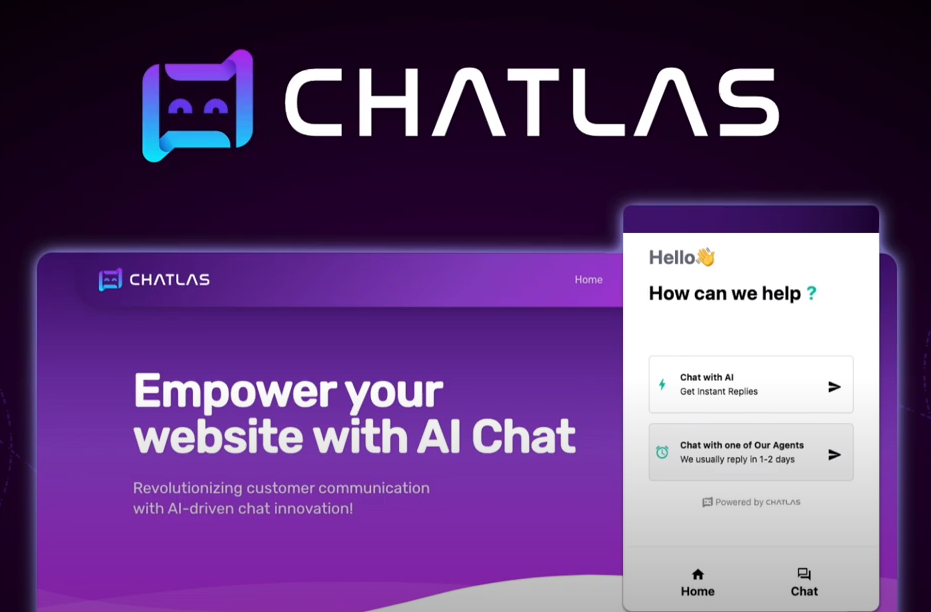 CHATLAS
CHATLAS
Home
Empower your
website with AI Chat
Revolutionizing customer communication
with AI-driven chat innovation!
Hello👋
How can we help ?
Chat with AI
Get Instant Replies
Chat with one of Our Agents
We usually reply in 1-2 days
Powered by CHATLAS
Home
Chat